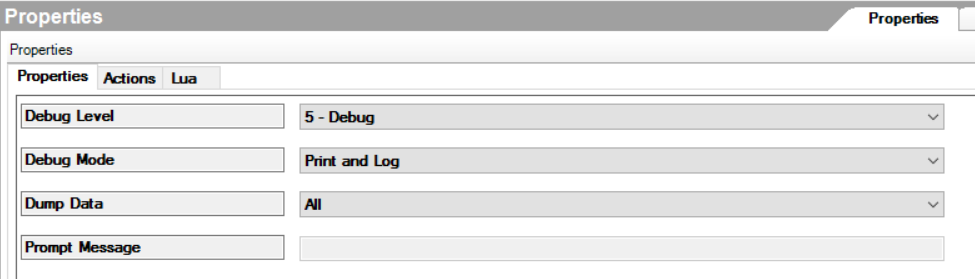 Properties
Properties
Properties
Properties Actions Lua
Debug Level 5 - Debug
Debug Mode Print and Log
Dump Data All
Prompt Message